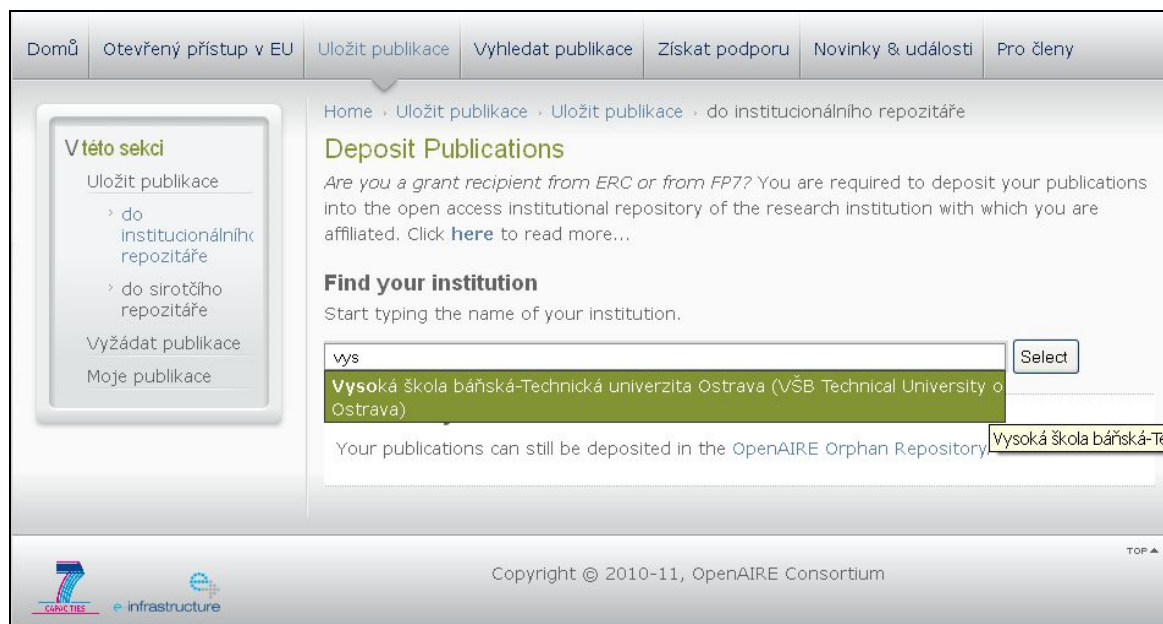 Domů Otevřený přístup v EU Uložit publikace Vyhledat publikace Získat podporu Novinky & události Pro členy
Home › Uložit publikace › Uložit publikace › do institucionálního repozitáře
V této sekci
Uložit publikace
do
institucionálníhc
repozitáře
do sirotčího
repozitáře
Vyžádat publikace
Moje publikace
Deposit Publications
Are you a grant recipient from ERC or from FP7? You are required to deposit your publications
into the open access institutional repository of the research institution with which you are
affiliated. Click here to read more...
Find your institution
Start typing the name of your institution.
vys Select
Vysoká škola báňská-Technická univerzita Ostrava (VŠB Technical University o
Ostrava)
Vysoká škola báňská-Te
Your publications can still be deposited in the OpenAIRE Orphan Repository.
TOP
7
CAPACITIES
e-infrastructure
Copyright © 2010-11, OpenAIRE Consortium